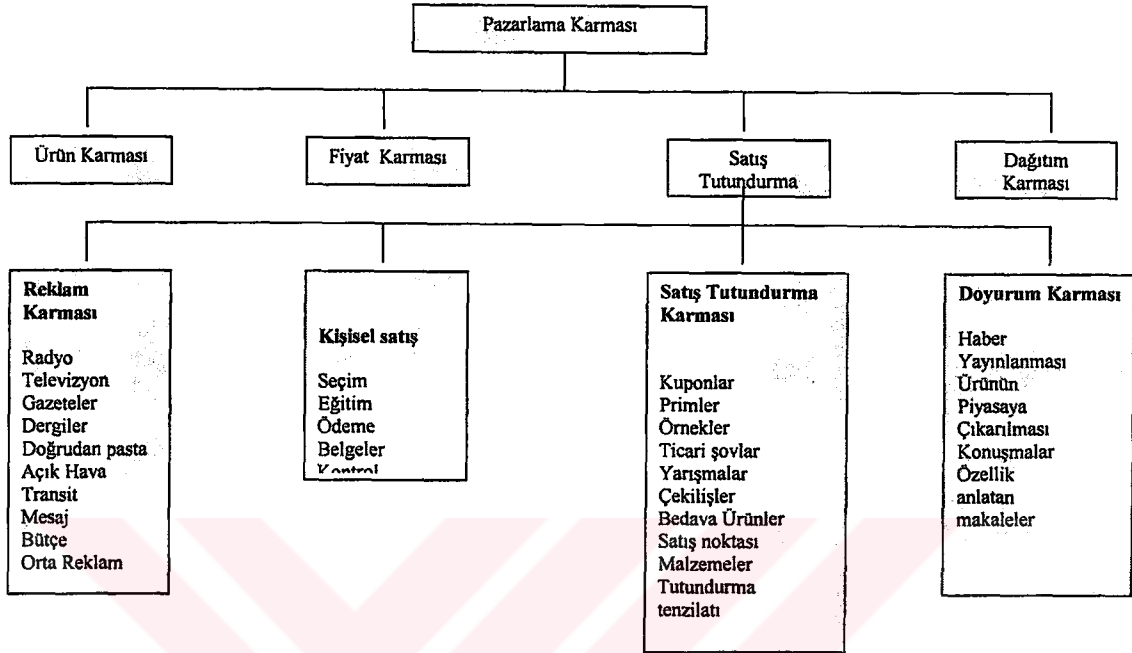 Pazarlama Karması
Ürün Karması
Fiyat Karması
Satış
Tutundurma
Dağıtım
Karması
Reklam
Karması
Radyo
Televizyon
Gazeteler
Dergiler
Doğrudan pasta
Açık Hava
Transit
Mesaj
Bütçe
Orta Reklam
Kişisel satış
Seçim
Eğitim
Ödeme
Belgeler
Kontrol
Satış Tutundurma
Karması
Kuponlar
Primler
Örnekler
Ticari şovlar
Yarışmalar
Çekilişler
Bedava Ürünler
Satış noktası
Malzemeler
Tutundurma
tenzilatı
Doyurum Karması
Haber
Yayınlanması
Ürünün
Piyasaya
Çıkarılması
Konuşmalar
Özellik
anlatan
makaleler